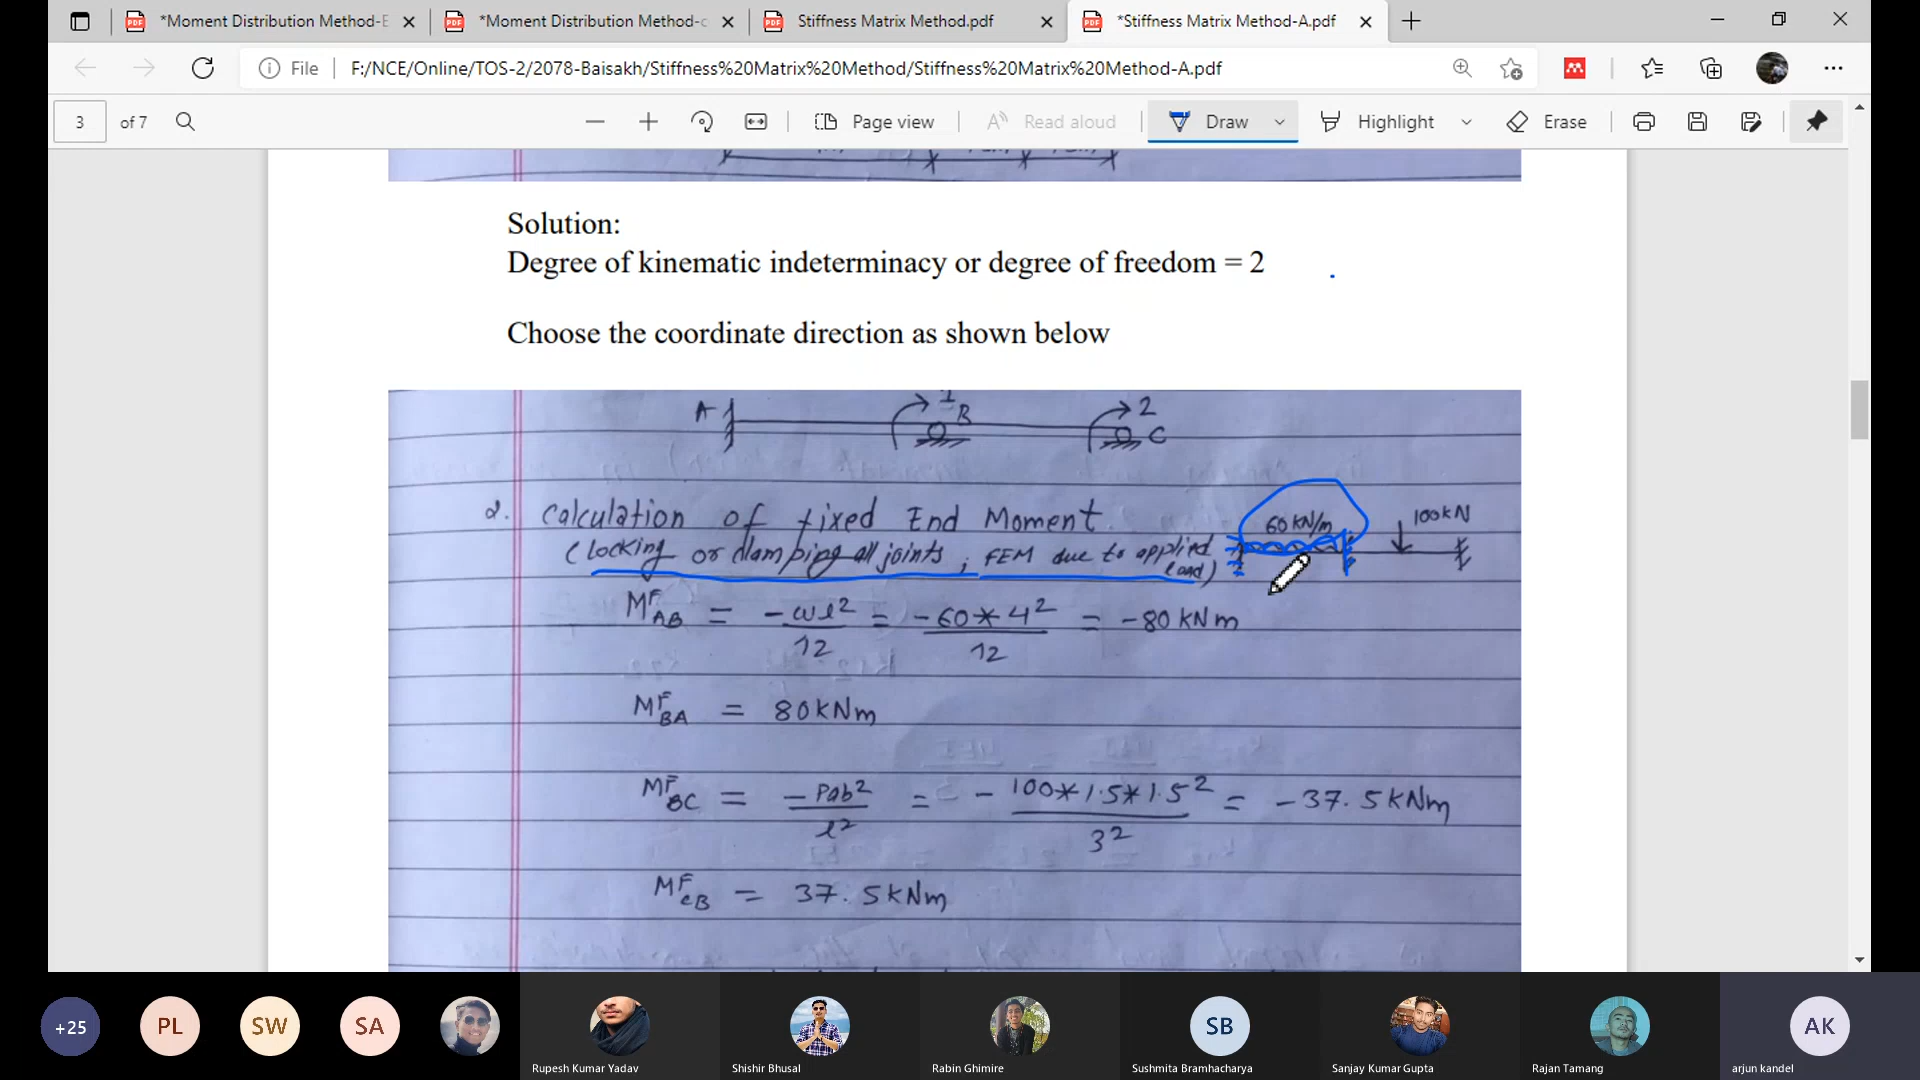 *Moment Distribution Method-E
*Moment Distribution Method-c
Stiffness Matrix Method.pdf
*Stiffness Matrix Method-A.pdf
File
F:/NCE/Online/TOS-2/2078-Baisakh/Stiffness%20Matrix%20Method/Stiffness%20Matrix%20Method-A.pdf
3 of 7
Page view
Read aloud
Draw
Highlight
Erase
Solution:
Degree of kinematic indeterminacy or degree of freedom = 2
Choose the coordinate direction as shown below
A 1 B 2 C
2. Calculation of fixed End Moment
(locking or clamping all joints, FEM due to applied load)
60 kN/m 100kN
M^F_AB = -wl²/12 = -60*4²/12 = -80 kNm
M^F_BA = 80kNm
M^F_BC = -Pab²/l² = -100*1.5*1.5²/3² = -37.5kNm
M^F_CB = 37.5kNm
+25
PL
SW
SA
SB
AK
Rupesh Kumar Yadav
Shishir Bhusal
Rabin Ghimire
Sushmita Bramhacharya
Sanjay Kumar Gupta
Rajan Tamang
arjun kandel